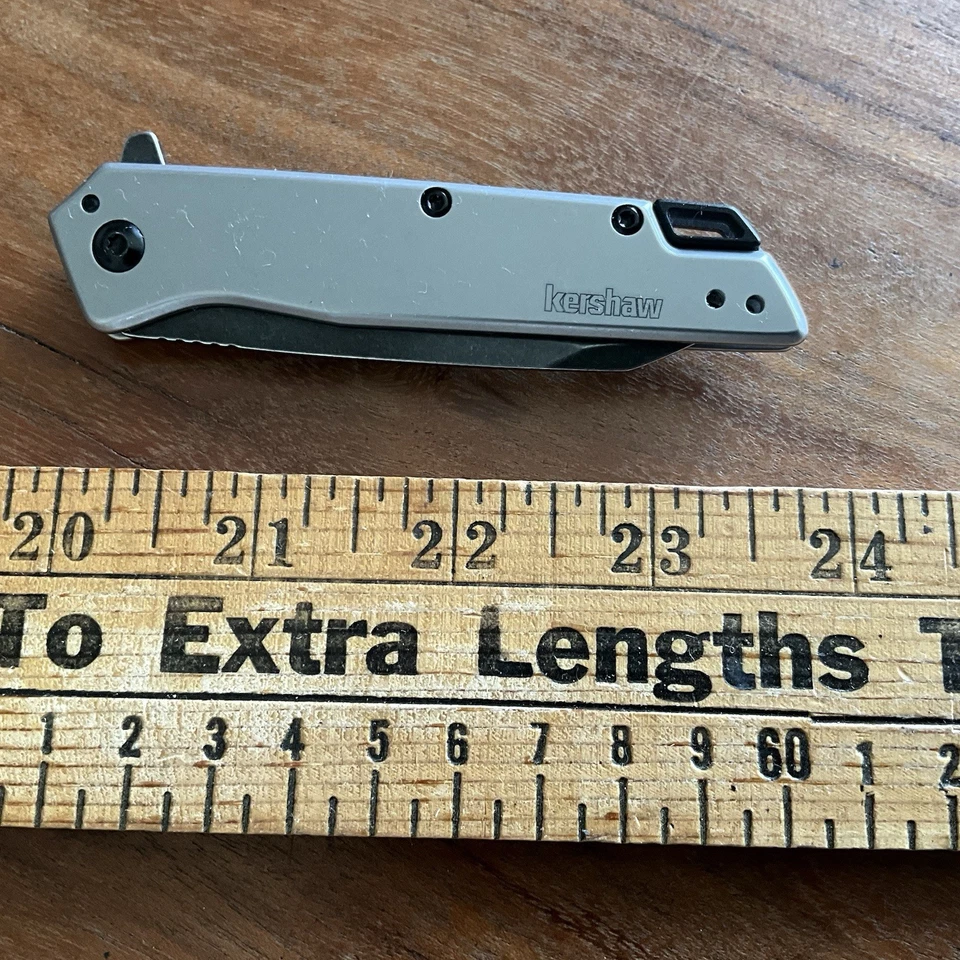 kershaw
20 21 22 23 24
To Extra Lengths T
1 2 3 4 5 6 7 8 9 60 1 2